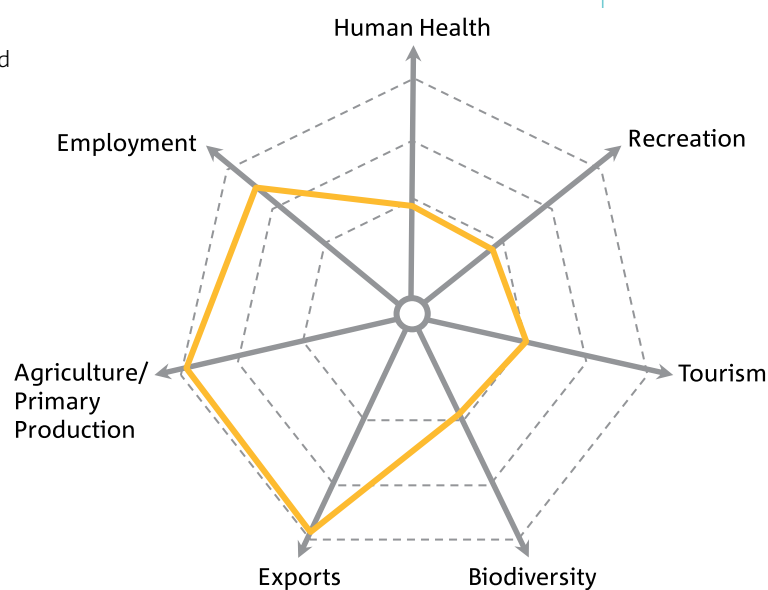 Human Health
d
Employment
Recreation
Agriculture/
Primary
Production
Tourism
Exports
Biodiversity